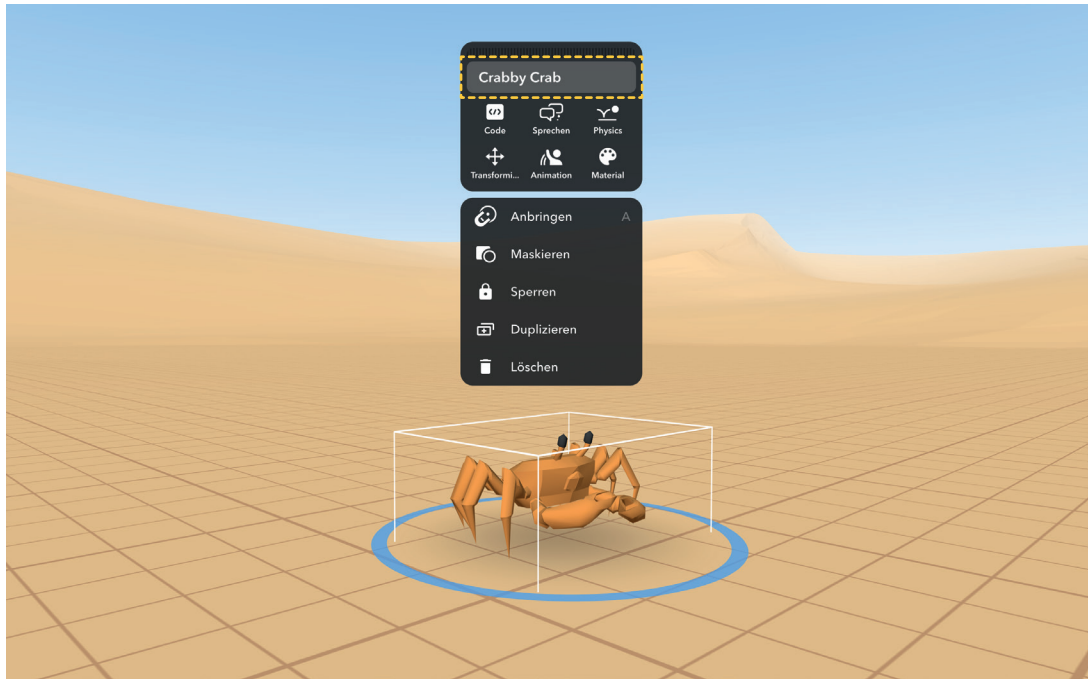 Crabby Crab
Code Sprechen Physics
Transformi... Animation Material
Anbringen A
Maskieren
Sperren
Duplizieren
Löschen